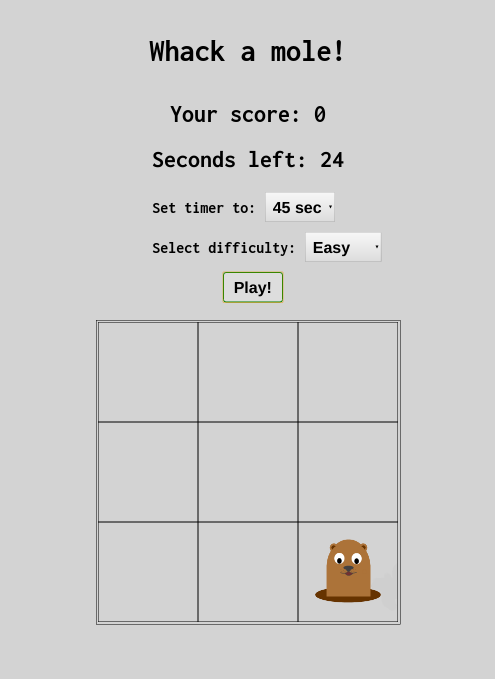 Whack a mole!
Your score: 0
Seconds left: 24
Set timer to: 45 sec
Select difficulty: Easy
Play!